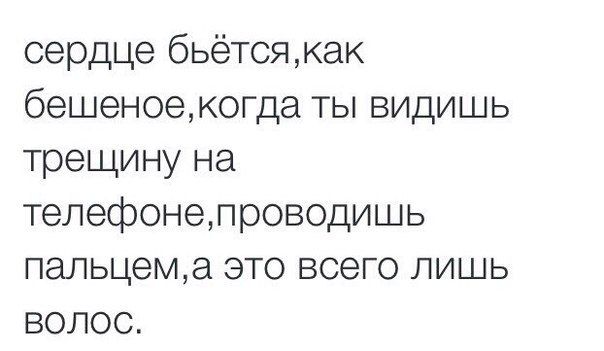 сердце бьётся,как
бешеное,когда ты видишь
трещину на
телефоне,проводишь
пальцем,а это всего лишь
волос.